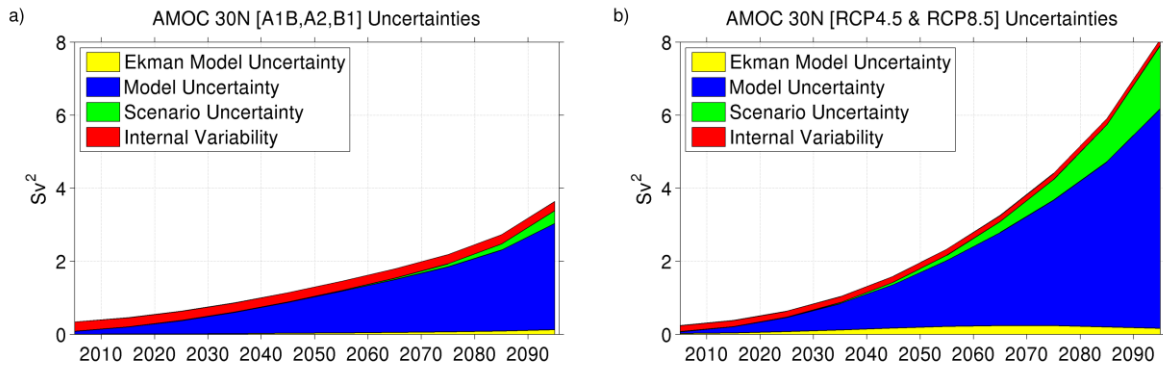 a)
AMOC 30N [A1B,A2,B1] Uncertainties
8
6
4
2
0
Sv²
Ekman Model Uncertainty
Model Uncertainty
Scenario Uncertainty
Internal Variability
2010 2020 2030 2040 2050 2060 2070 2080 2090
b)
AMOC 30N [RCP4.5 & RCP8.5] Uncertainties
8
6
4
2
0
Sv²
Ekman Model Uncertainty
Model Uncertainty
Scenario Uncertainty
Internal Variability
2010 2020 2030 2040 2050 2060 2070 2080 2090